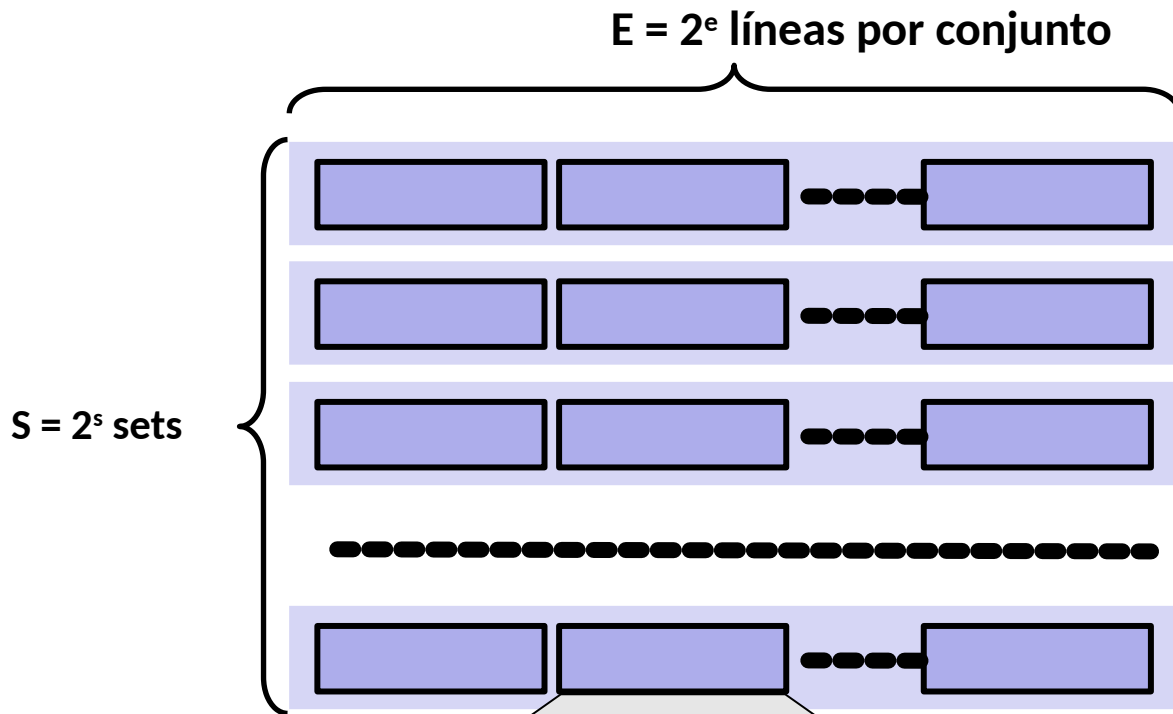 E = 2ᵉ líneas por conjunto
S = 2ˢ sets